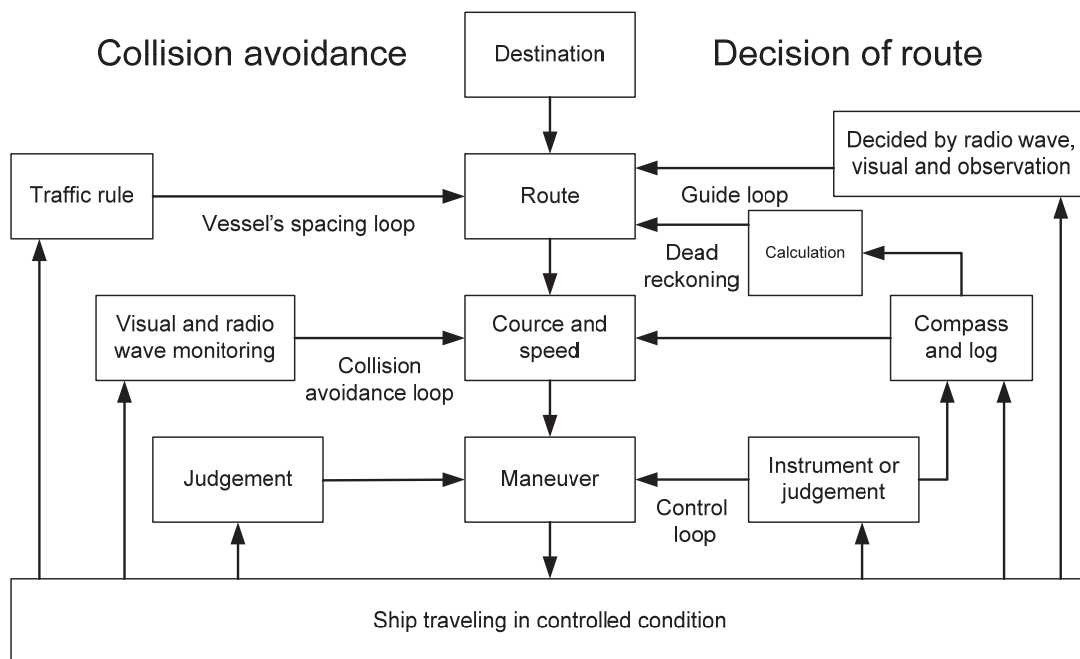 Collision avoidance
Destination
Decision of route
Decided by radio wave,
visual and observation
Traffic rule
Route
Guide loop
Vessel's spacing loop
Dead
reckoning
Calculation
Visual and radio
wave monitoring
Cource and
speed
Compass
and log
Collision
avoidance loop
Judgement
Maneuver
Instrument or
judgement
Control
loop
Ship traveling in controlled condition